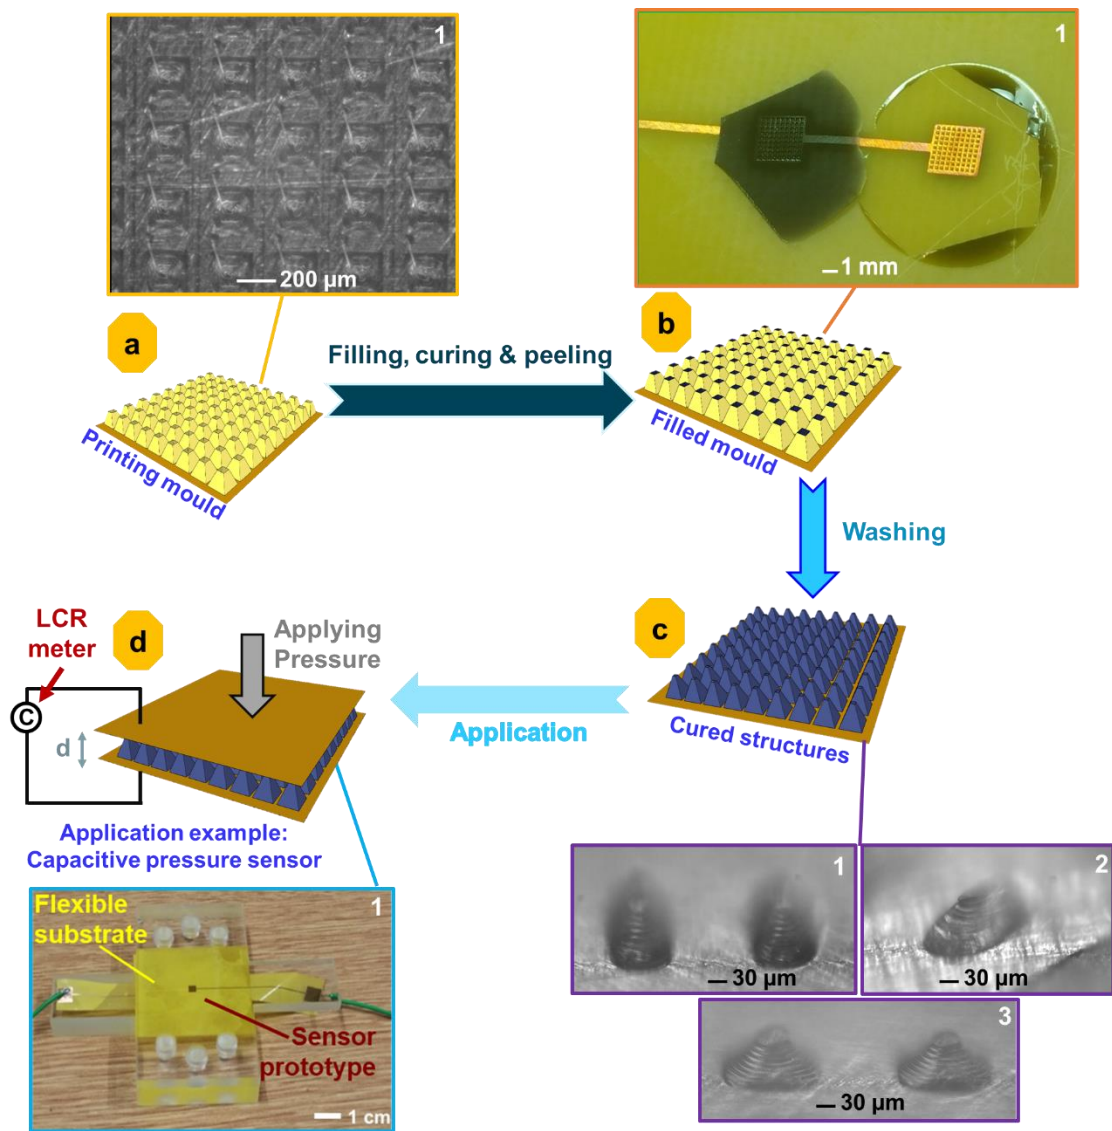 1
200 µm
1
1 mm
a
Filling, curing & peeling
b
Printing mould
Filled mould
Washing
LCR
meter
d
Applying
Pressure
c
C
d
Application
Cured structures
Application example:
Capacitive pressure sensor
1
Flexible
substrate
Sensor
prototype
1 cm
1
30 µm
2
30 µm
3
30 µm